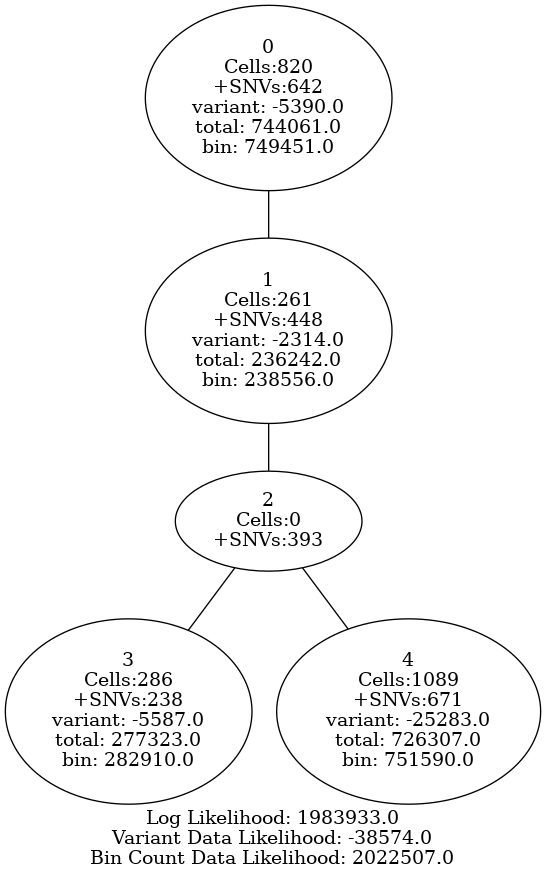 0
Cells:820
+SNVs:642
variant: -5390.0
total: 744061.0
bin: 749451.0
1
Cells:261
+SNVs:448
variant: -2314.0
total: 236242.0
bin: 238556.0
2
Cells:0
+SNVs:393
3
Cells:286
+SNVs:238
variant: -5587.0
total: 277323.0
bin: 282910.0
4
Cells:1089
+SNVs:671
variant: -25283.0
total: 726307.0
bin: 751590.0
Log Likelihood: 1983933.0
Variant Data Likelihood: -38574.0
Bin Count Data Likelihood: 2022507.0